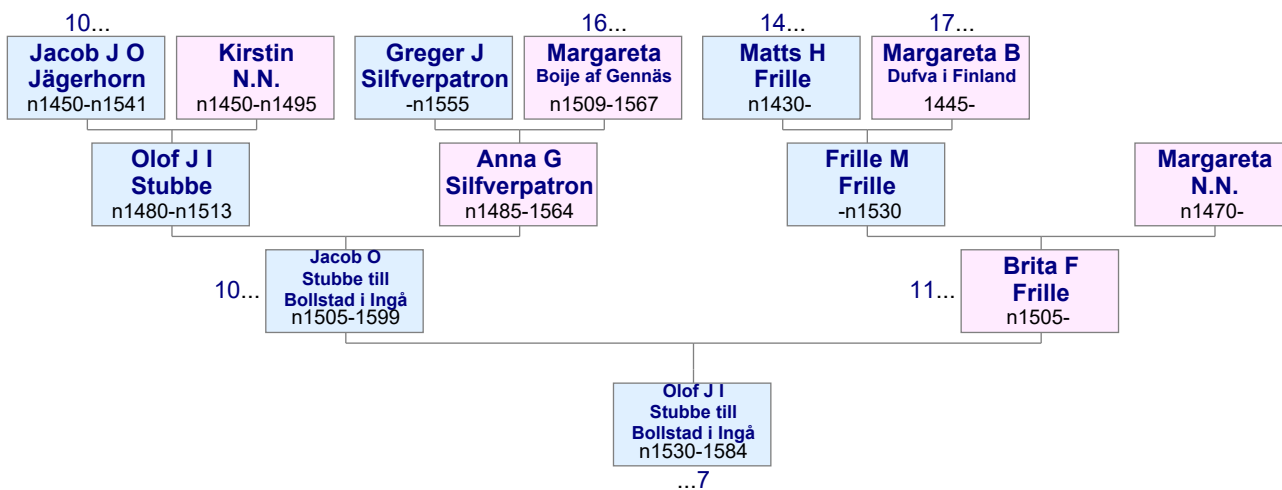 10...
16...
14...
17...
Jacob J O
Jägerhorn
n1450-n1541
Kirstin
N.N.
n1450-n1495
Greger J
Silfverpatron
-n1555
Margareta
Boije af Gennäs
n1509-1567
Matts H
Frille
n1430-
Margareta B
Dufva i Finland
1445-
Olof J I
Stubbe
n1480-n1513
Anna G
Silfverpatron
n1485-1564
Frille M
Frille
-n1530
Margareta
N.N.
n1470-
10...
Jacob O
Stubbe till
Bollstad i Ingå
n1505-1599
11...
Brita F
Frille
n1505-
Olof J I
Stubbe till
Bollstad i Ingå
n1530-1584
...7